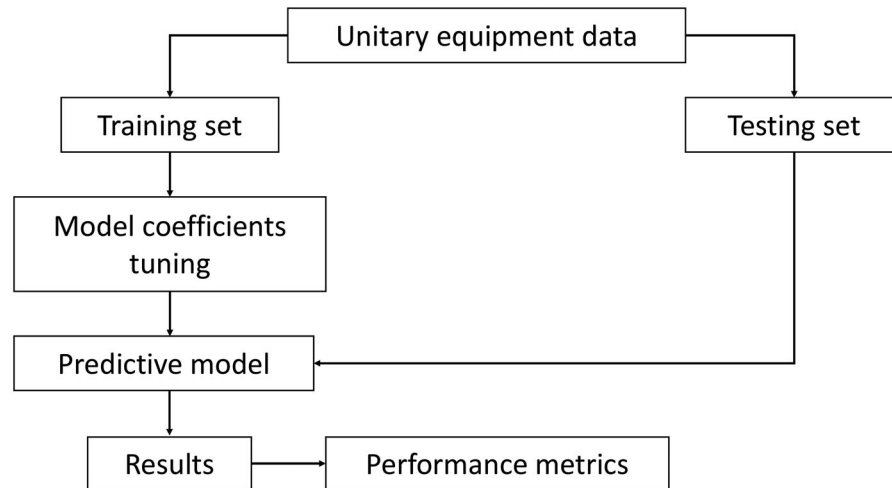 Unitary equipment data
Training set
Testing set
Model coefficients
tuning
Predictive model
Results
Performance metrics